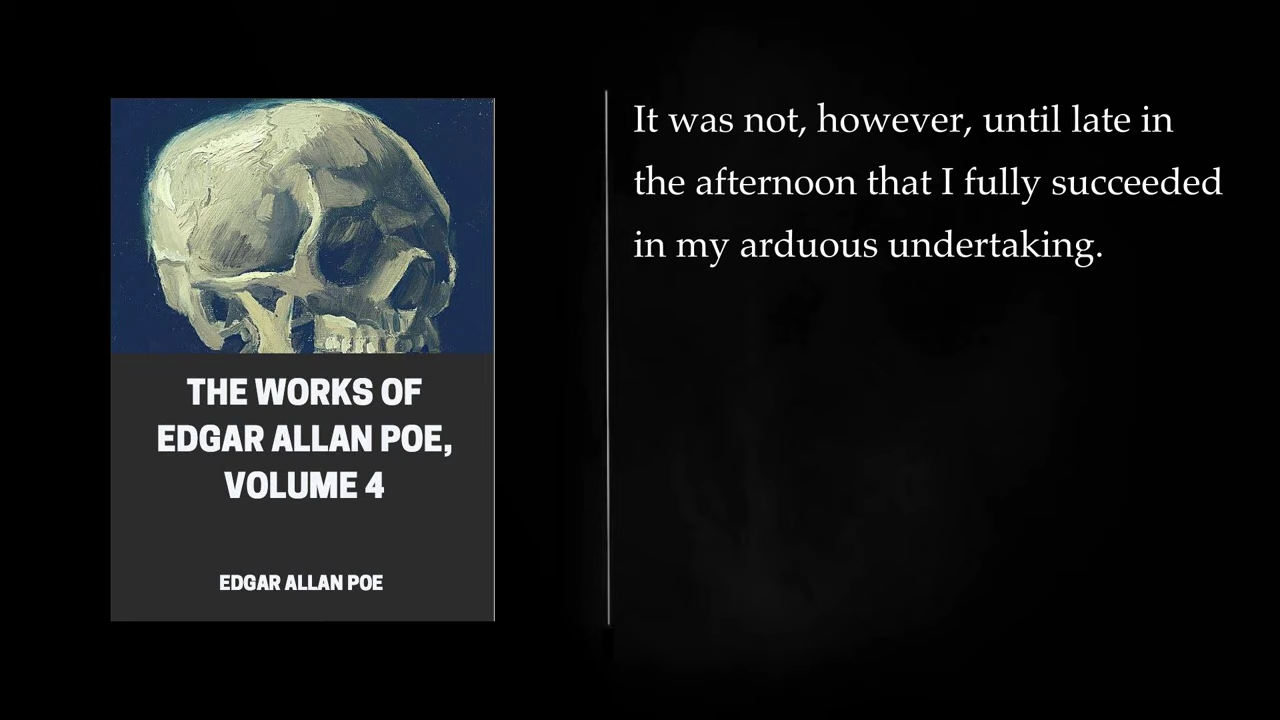 THE WORKS OF
EDGAR ALLAN POE,
VOLUME 4
EDGAR ALLAN POE
It was not, however, until late in
the afternoon that I fully succeeded
in my arduous undertaking.